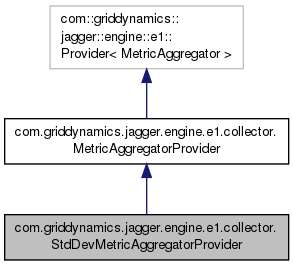 com::griddynamics::
jagger::engine::e1::
Provider< MetricAggregator >
com.griddynamics.jagger.engine.e1.collector.
MetricAggregatorProvider
com.griddynamics.jagger.engine.e1.collector.
StdDevMetricAggregatorProvider